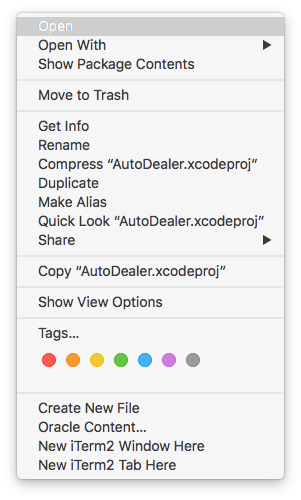 Open
Open With
Show Package Contents
Move to Trash
Get Info
Rename
Compress “AutoDealer.xcodeproj”
Duplicate
Make Alias
Quick Look “AutoDealer.xcodeproj”
Share
Copy “AutoDealer.xcodeproj”
Show View Options
Tags...
Create New File
Oracle Content...
New iTerm2 Window Here
New iTerm2 Tab Here